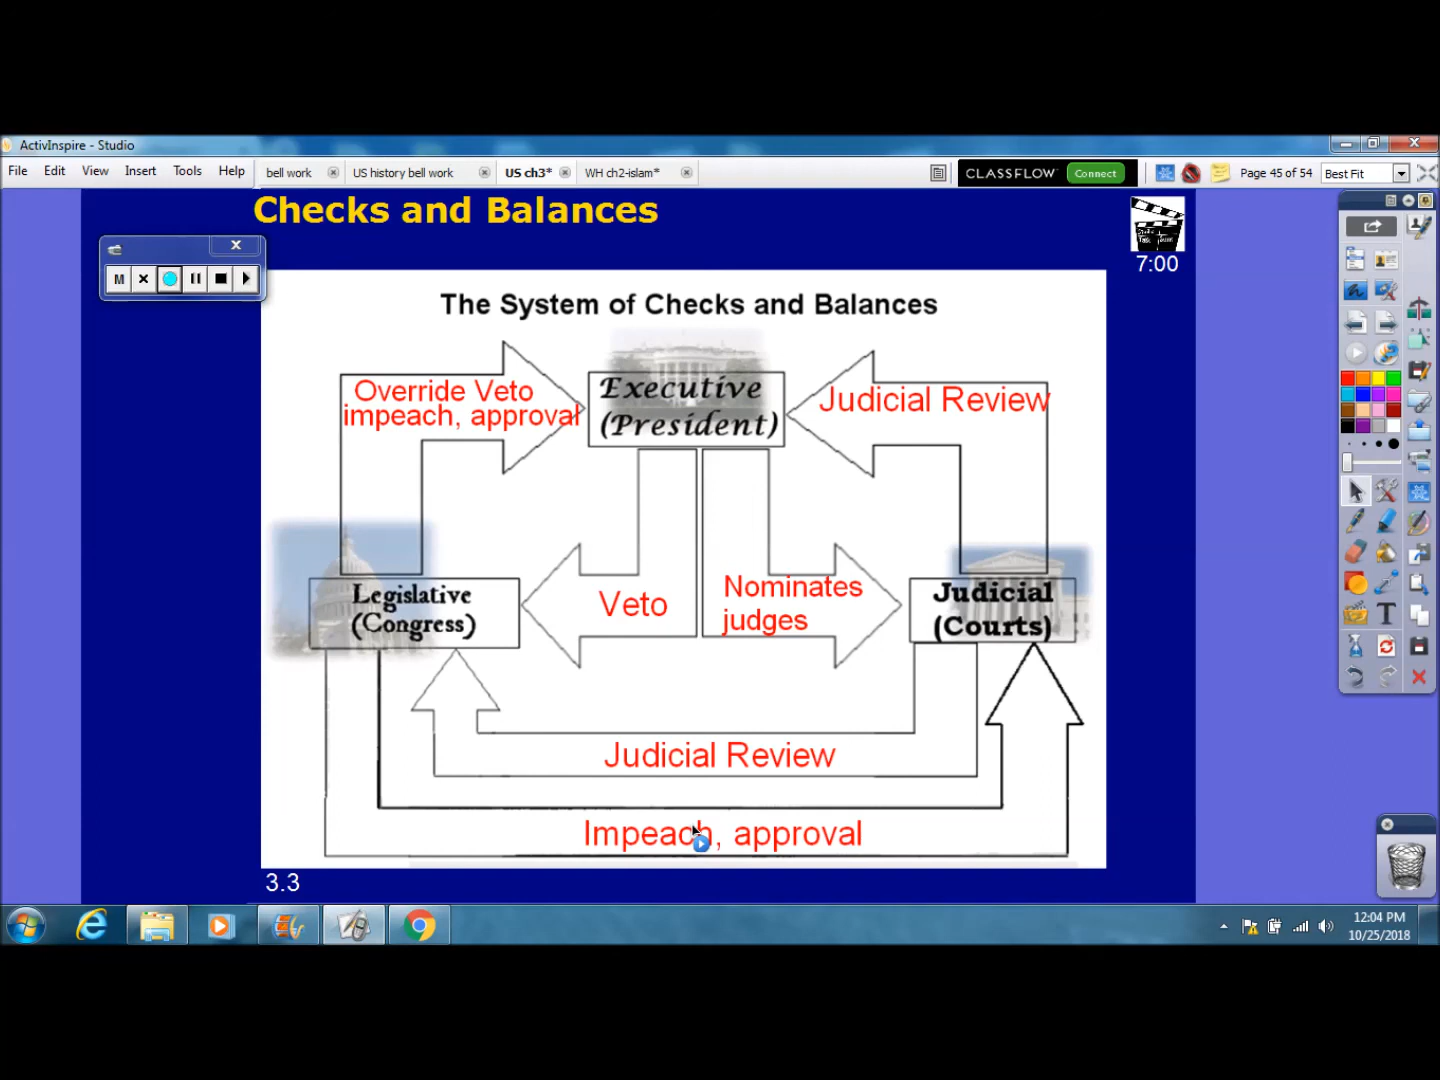 ActivInspire - Studio
File Edit View Insert Tools Help
bell work
US history bell work
US ch3*
WH ch2-islam*
CLASSFLOW
Connect
Page 45 of 54
Best Fit
Checks and Balances
7:00
M
The System of Checks and Balances
Override Veto
impeach, approval
Executive
(President)
Judicial Review
Legislative
(Congress)
Veto
Nominates
judges
Judicial
(Courts)
Judicial Review
Impeach, approval
3.3
12:04 PM
10/25/2018